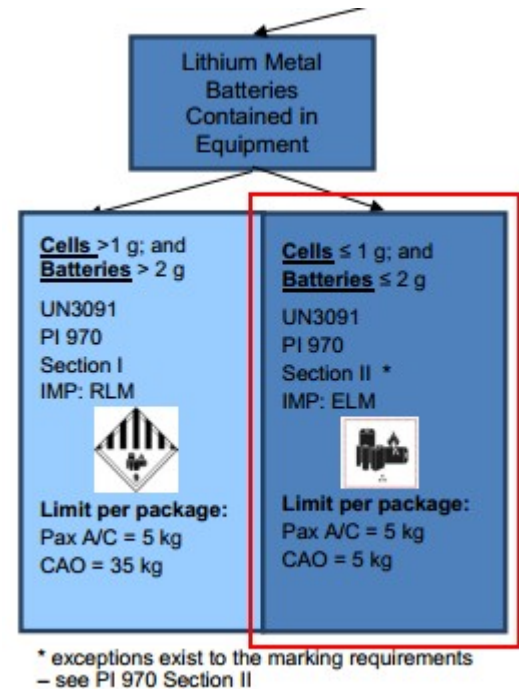 Lithium Metal
Batteries
Contained in
Equipment
Cells >1 g; and
Batteries > 2 g
UN3091
PI 970
Section I
IMP: RLM
Limit per package:
Pax A/C = 5 kg
CAO = 35 kg
Cells ≤ 1 g; and
Batteries ≤ 2 g
UN3091
PI 970
Section II *
IMP: ELM
Limit per package:
Pax A/C = 5 kg
CAO = 5 kg
* exceptions exist to the marking requirements
– see PI 970 Section II